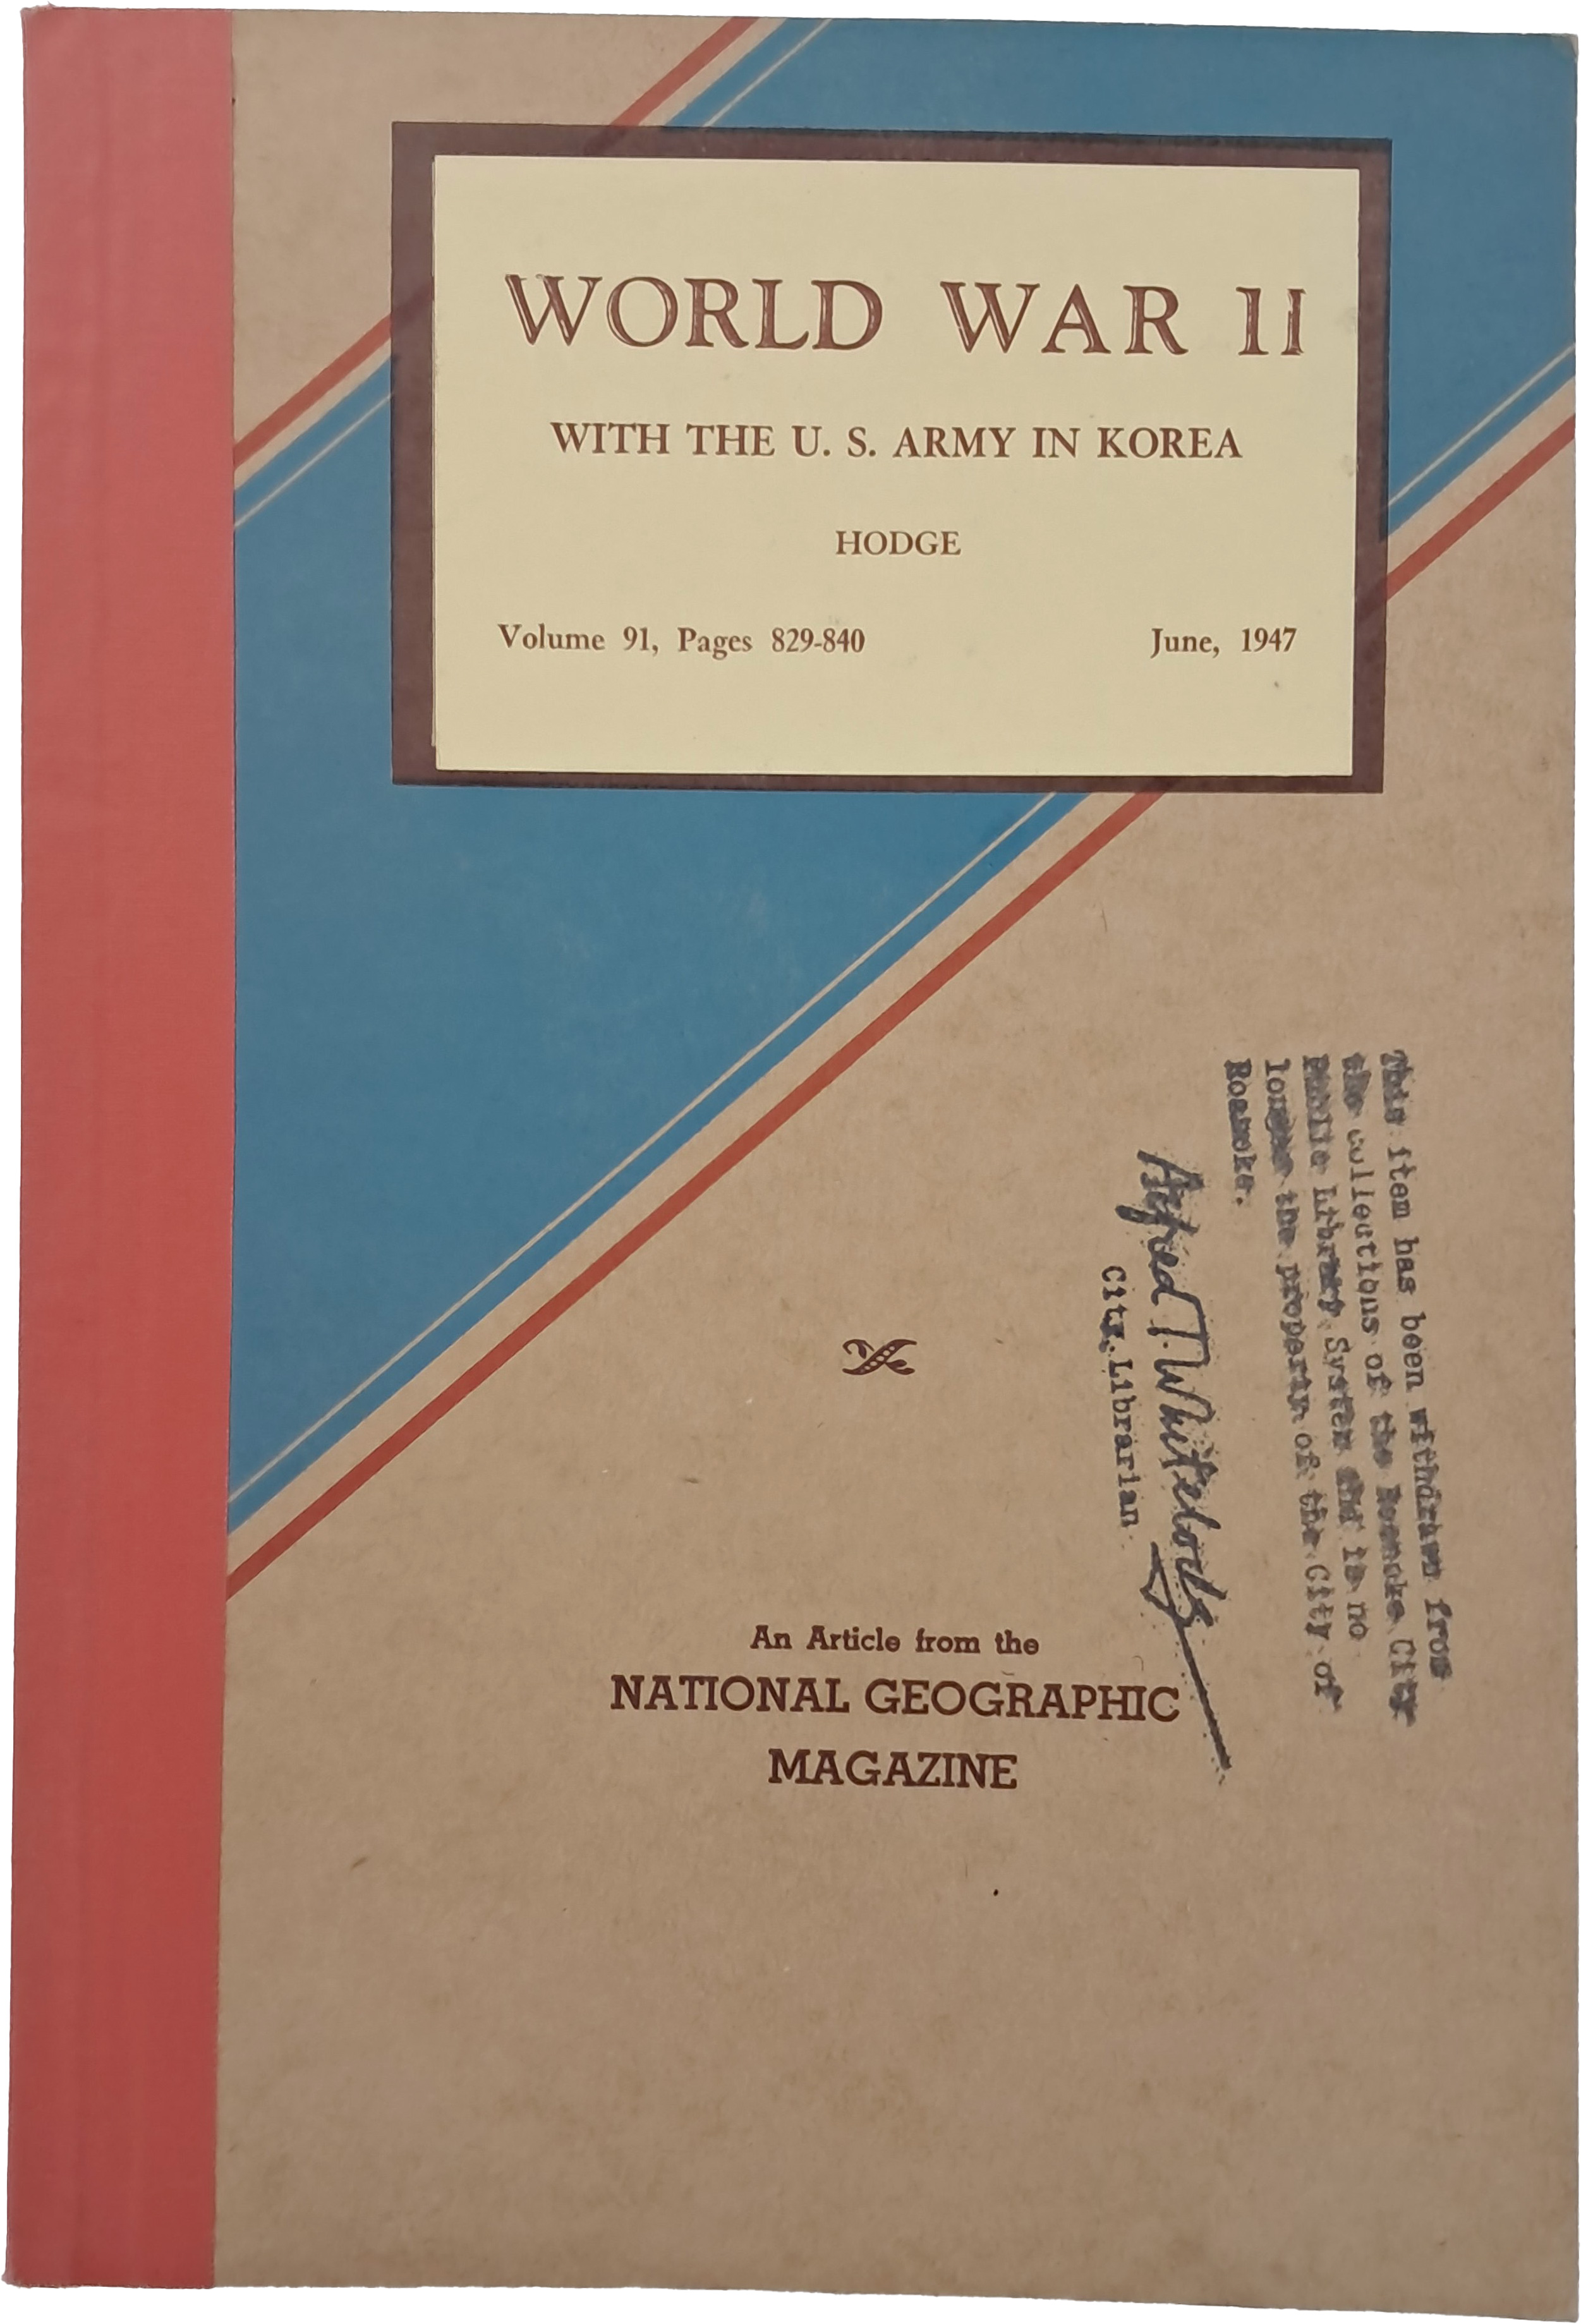 WORLD WAR II
WITH THE U. S. ARMY IN KOREA
HODGE
Volume 91, Pages 829-840 June, 1947
This item has been withdrawn from
the collections of the Roanoke City
Public Library System and is no
longer the property of the City of
Roanoke.
City Librarian
An Article from the
NATIONAL GEOGRAPHIC
MAGAZINE